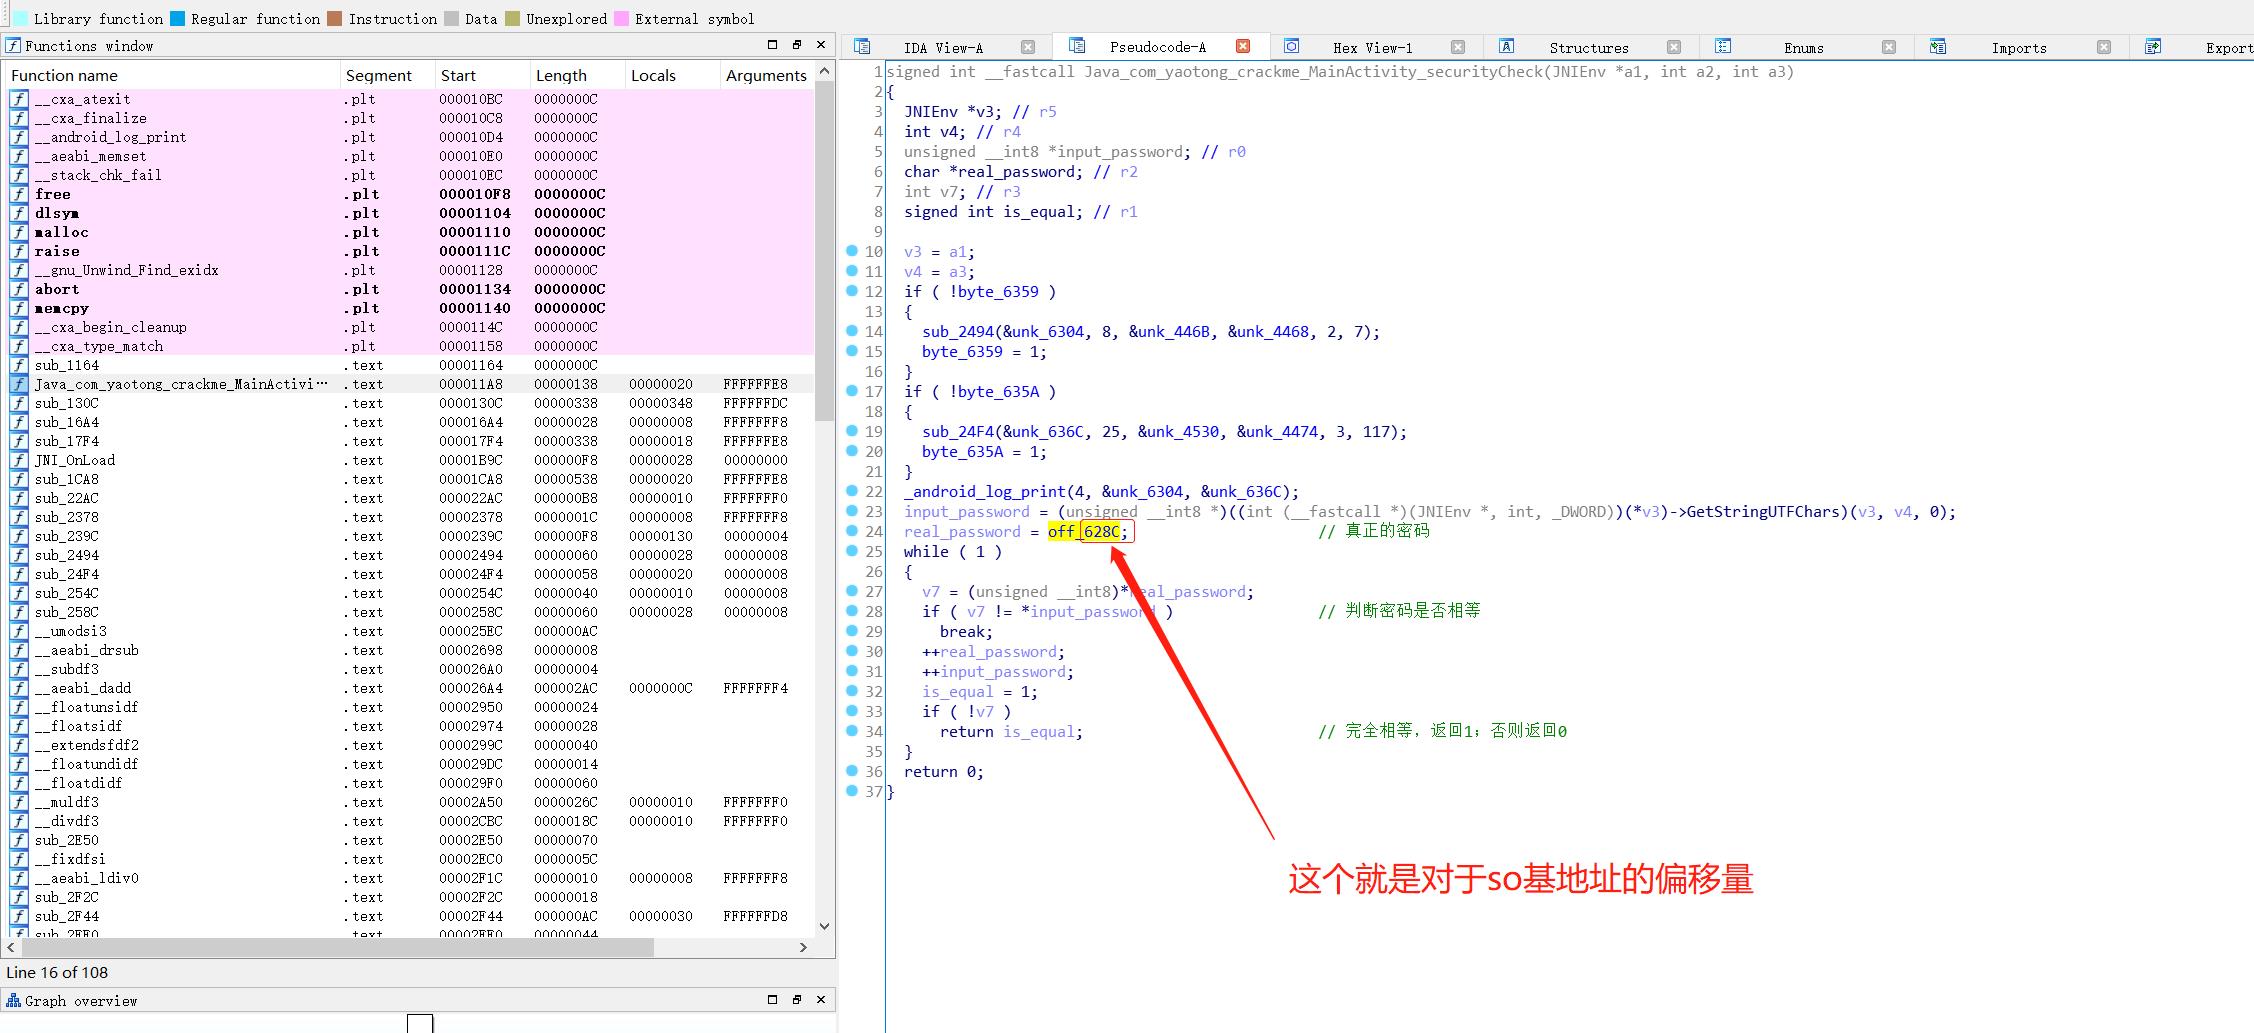 Library function Regular function Instruction Data Unexplored External symbol
Functions window
Function name Segment Start Length Locals Arguments
__cxa_atexit .plt 000010BC 0000000C
__cxa_finalize .plt 000010C8 0000000C
__android_log_print .plt 000010D4 0000000C
__aeabi_memset .plt 000010E0 0000000C
__stack_chk_fail .plt 000010EC 0000000C
free .plt 000010F8 0000000C
dlsym .plt 00001104 0000000C
malloc .plt 00001110 0000000C
raise .plt 0000111C 0000000C
__gnu_Unwind_Find_exidx .plt 00001128 0000000C
abort .plt 00001134 0000000C
memcpy .plt 00001140 0000000C
__cxa_begin_cleanup .plt 0000114C 0000000C
__cxa_type_match .plt 00001158 0000000C
sub_1164 .text 00001164 0000000C
Java_com_yaotong_crackme_MainActivi… .text 000011A8 00000138 00000020 FFFFFFE8
sub_130C .text 0000130C 00000338 00000348 FFFFFFDC
sub_16A4 .text 000016A4 00000028 00000008 FFFFFFF8
sub_17F4 .text 000017F4 00000338 00000018 FFFFFFE8
JNI_OnLoad .text 00001B9C 000000F8 00000028 00000000
sub_1CA8 .text 00001CA8 00000538 00000020 FFFFFFE8
sub_22AC .text 000022AC 000000B8 00000010 FFFFFFF0
sub_2378 .text 00002378 0000001C 00000008 FFFFFFF8
sub_239C .text 0000239C 000000F8 00000130 00000004
sub_2494 .text 00002494 00000060 00000028 00000008
sub_24F4 .text 000024F4 00000058 00000020 00000008
sub_254C .text 0000254C 00000040 00000010 00000008
sub_258C .text 0000258C 00000060 00000028 00000008
__umodsi3 .text 000025EC 000000AC
__aeabi_drsub .text 00002698 00000008
__subdf3 .text 000026A0 00000004
__aeabi_dadd .text 000026A4 000002AC 0000000C FFFFFFF4
__floatunsidf .text 00002950 00000024
__floatsidf .text 00002974 00000028
__extendsfdf2 .text 0000299C 00000040
__floatundidf .text 000029DC 00000014
__floatdidf .text 000029F0 00000060
__muldf3 .text 00002A50 0000026C 00000010 FFFFFFF0
__divdf3 .text 00002CBC 0000018C 00000010 FFFFFFF0
sub_2E50 .text 00002E50 00000070
__fixdfsi .text 00002EC0 0000005C
__aeabi_ldiv0 .text 00002F1C 00000010 00000008 FFFFFFF8
sub_2F2C .text 00002F2C 00000018
sub_2F44 .text 00002F44 000000AC 00000030 FFFFFFD8
Line 16 of 108
Graph overview
IDA View-A Pseudocode-A Hex View-1 Structures Enums Imports Export
1 signed int __fastcall Java_com_yaotong_crackme_MainActivity_securityCheck(JNIEnv *a1, int a2, int a3)
2 {
3 JNIEnv *v3; // r5
4 int v4; // r4
5 unsigned __int8 *input_password; // r0
6 char *real_password; // r2
7 int v7; // r3
8 signed int is_equal; // r1
9
10 v3 = a1;
11 v4 = a3;
12 if ( !byte_6359 )
13 {
14 sub_2494(&unk_6304, 8, &unk_446B, &unk_4468, 2, 7);
15 byte_6359 = 1;
16 }
17 if ( !byte_635A )
18 {
19 sub_24F4(&unk_636C, 25, &unk_4530, &unk_4474, 3, 117);
20 byte_635A = 1;
21 }
22 _android_log_print(4, &unk_6304, &unk_636C);
23 input_password = (unsigned __int8 *)((int (__fastcall *)(JNIEnv *, int, _DWORD))(*v3)->GetStringUTFChars)(v3, v4, 0);
24 real_password = off_628C; // 真正的密码
25 while ( 1 )
26 {
27 v7 = (unsigned __int8)*real_password;
28 if ( v7 != *input_password ) // 判断密码是否相等
29 break;
30 ++real_password;
31 ++input_password;
32 is_equal = 1;
33 if ( !v7 )
34 return is_equal; // 完全相等，返回1；否则返回0
35 }
36 return 0;
37 }
这个就是对于so基地址的偏移量